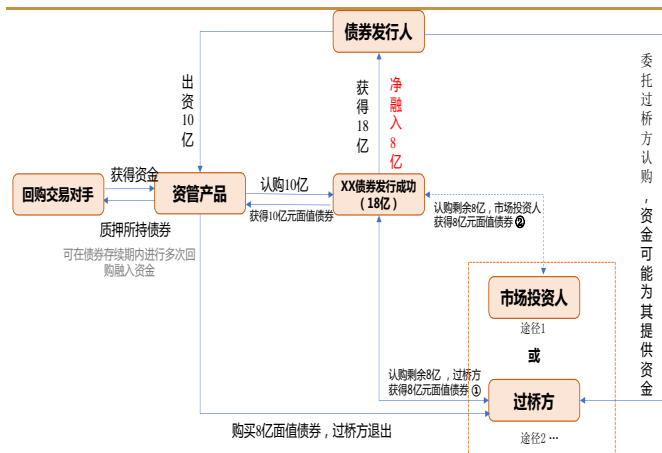 债券发行人
出资10亿
获得18亿
净融入8亿
委托过桥方认购,资金可能为其提供资金
获得资金
回购交易对手
资管产品
认购10亿
获得10亿元面值债券
XX债券发行成功
（18亿）
认购剩余8亿，市场投资人
获得8亿元面值债券 ②
质押所持债券
可在债券存续期内进行多次回
购融入资金
市场投资人
途径1
或
认购剩余8亿，过桥方
获得8亿元面值债券 ①
过桥方
购买8亿面值债券，过桥方退出
途径2 …